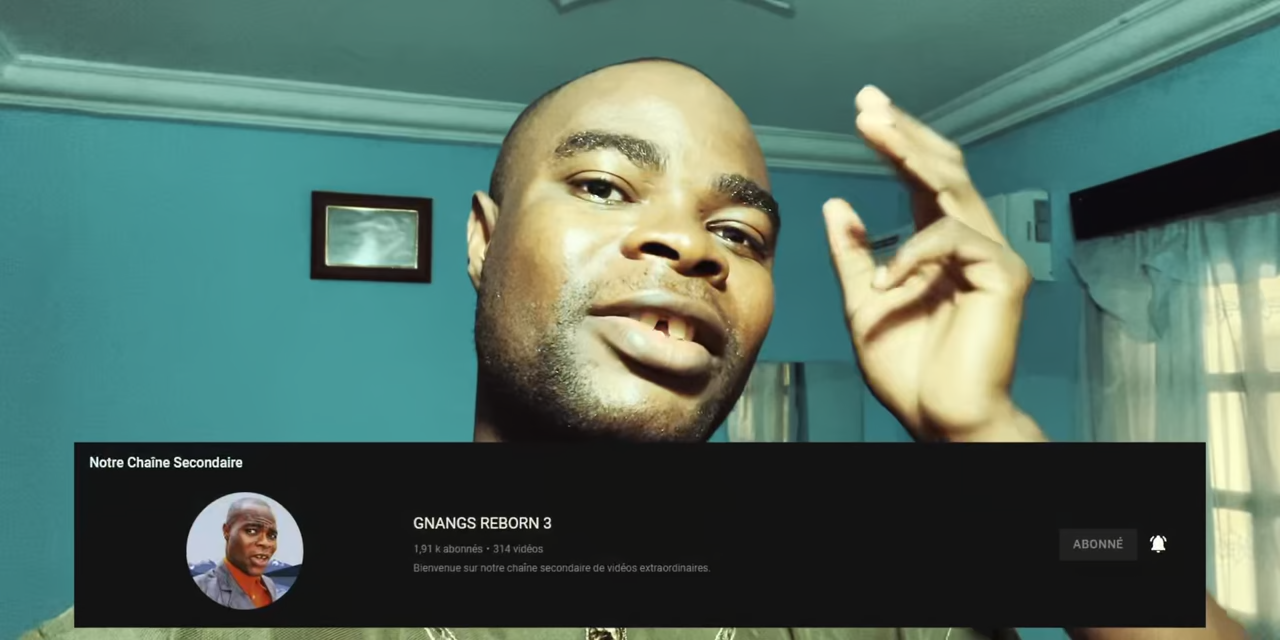 Notre Chaîne Secondaire
GNANGS REBORN 3
1,91 k abonnés • 314 vidéos
Bienvenue sur notre chaîne secondaire de vidéos extraordinaires.
ABONNÉ